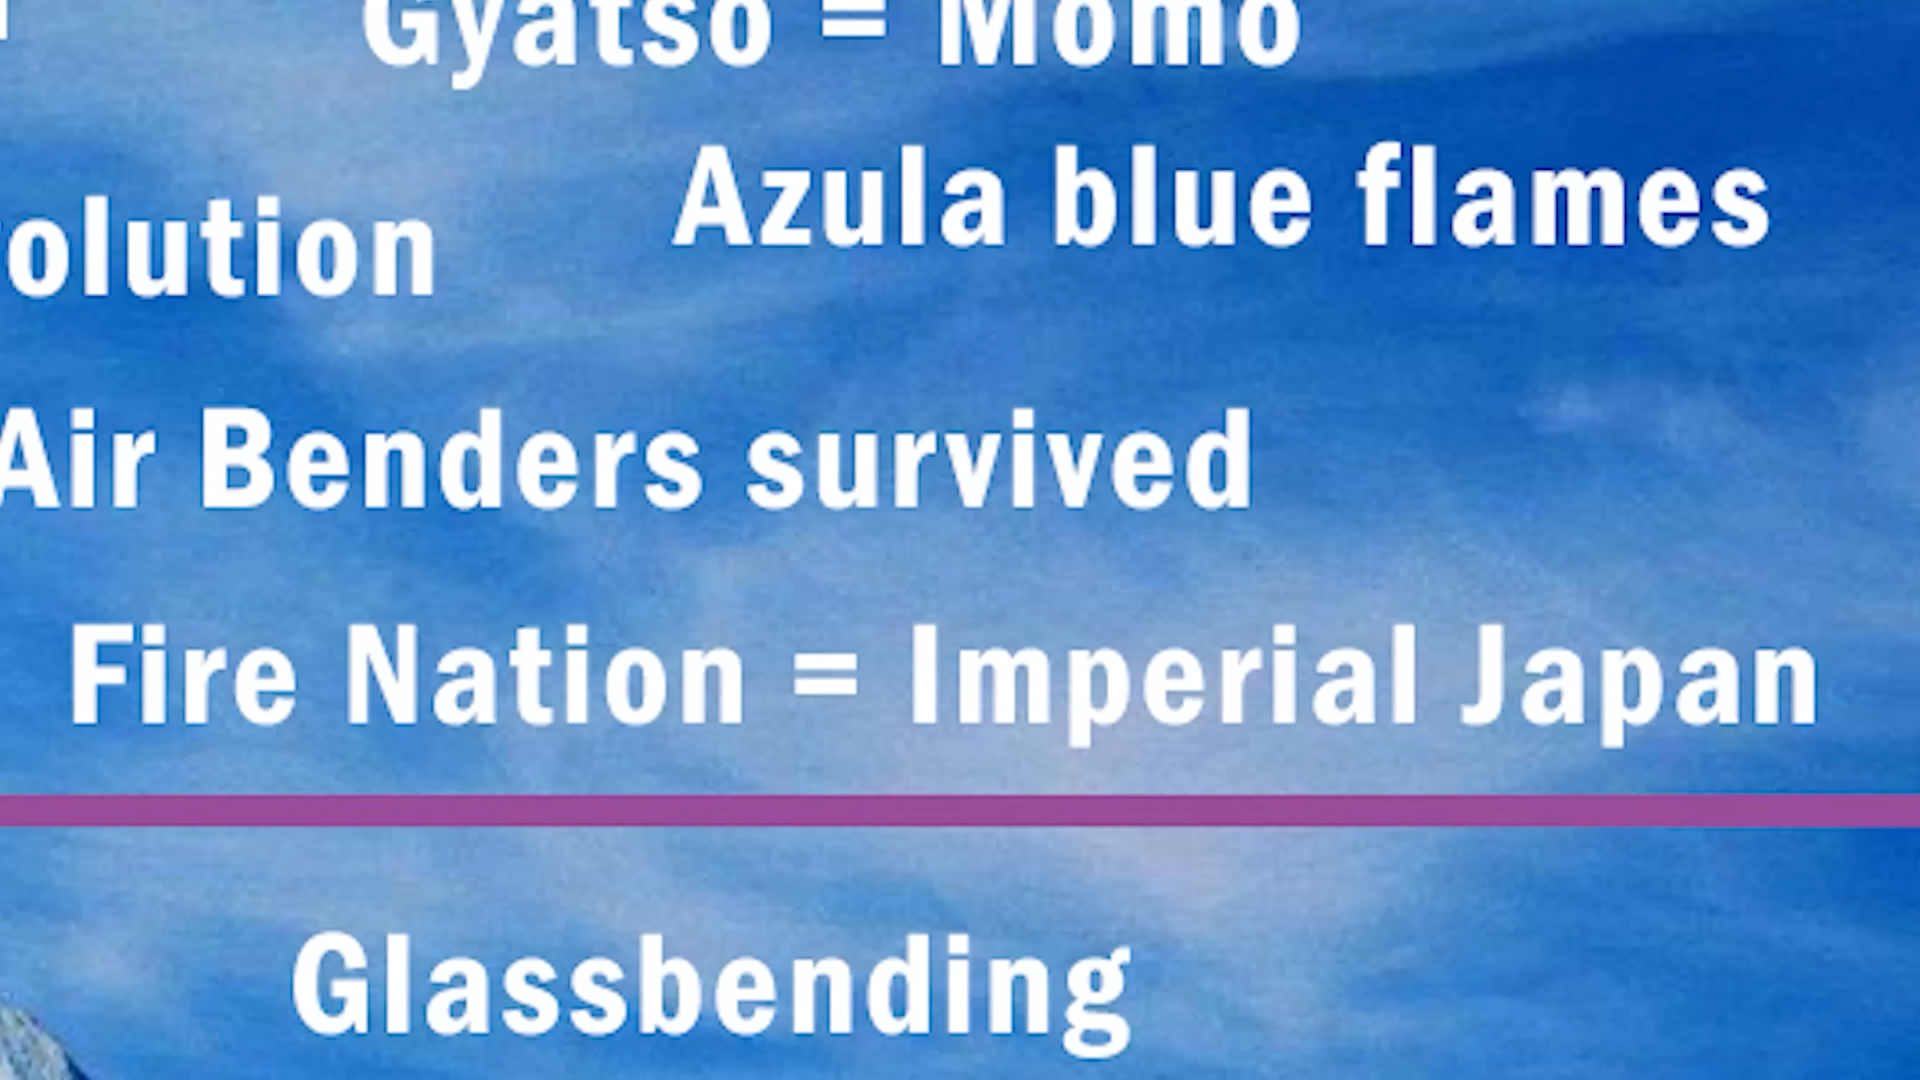 Gyatso = Momo
Azula blue flames
olution
Air Benders survived
Fire Nation = Imperial Japan
Glassbending